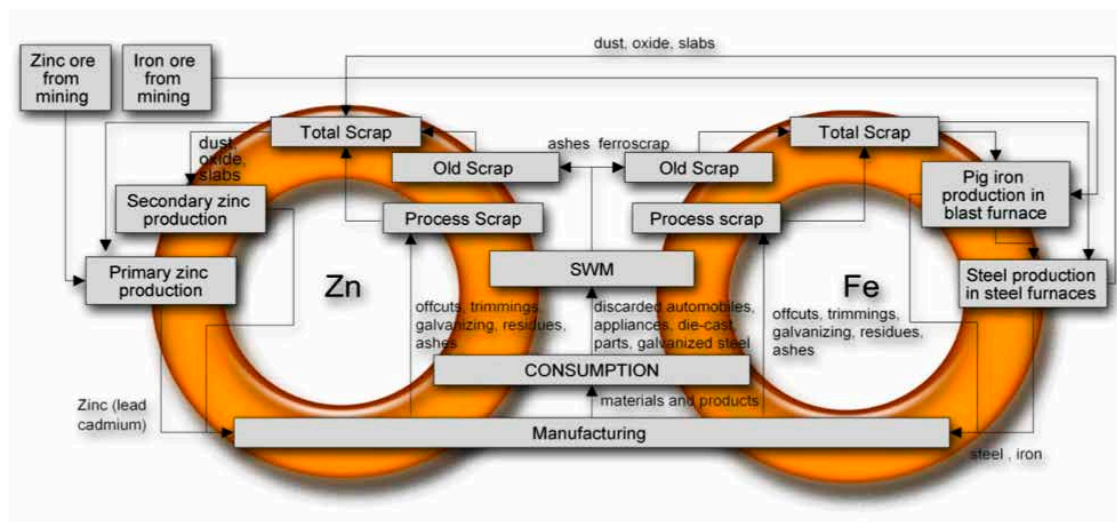 dust, oxide, slabs
Zinc ore
from
mining
Iron ore
from
mining
Total Scrap
Total Scrap
dust,
oxide,
slabs
Old Scrap
ashes ferroscrap
Old Scrap
Pig iron
production in
blast furnace
Secondary zinc
production
Process Scrap
Process scrap
Primary zinc
production
Zn
SWM
Fe
Steel production
in steel furnaces
offcuts, trimmings,
galvanizing, residues,
ashes
discarded automobiles,
appliances, die-cast,
parts, galvanized steel
offcuts, trimmings,
galvanizing, residues,
ashes
CONSUMPTION
Zinc (lead
cadmium)
materials and products
Manufacturing
steel , iron